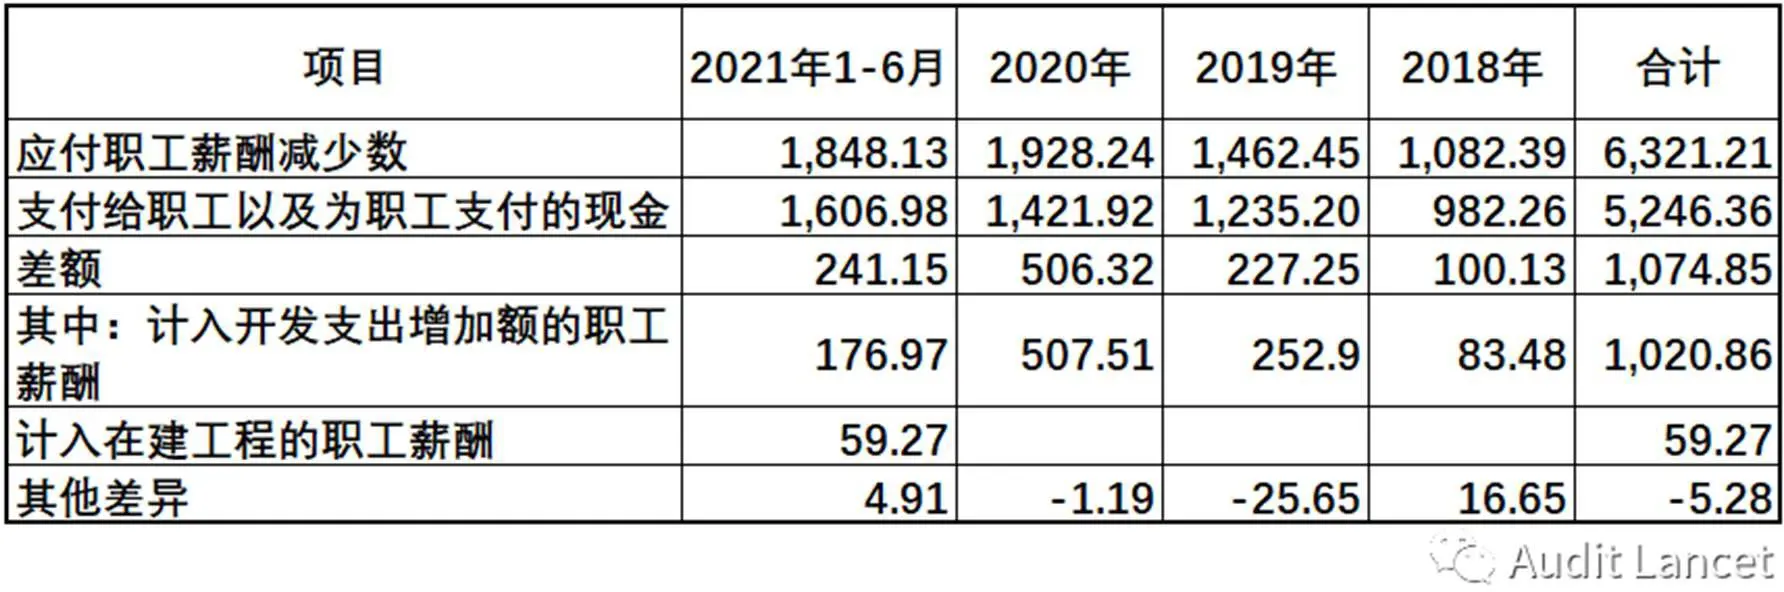 项目 2021年1-6月 2020年 2019年 2018年 合计
应付职工薪酬减少数 1,848.13 1,928.24 1,462.45 1,082.39 6,321.21
支付给职工以及为职工支付的现金 1,606.98 1,421.92 1,235.20 982.26 5,246.36
差额 241.15 506.32 227.25 100.13 1,074.85
其中：计入开发支出增加额的职工
薪酬 176.97 507.51 252.9 83.48 1,020.86
计入在建工程的职工薪酬 59.27 59.27
其他差异 4.91 -1.19 -25.65 16.65 -5.28
Audit Lancet